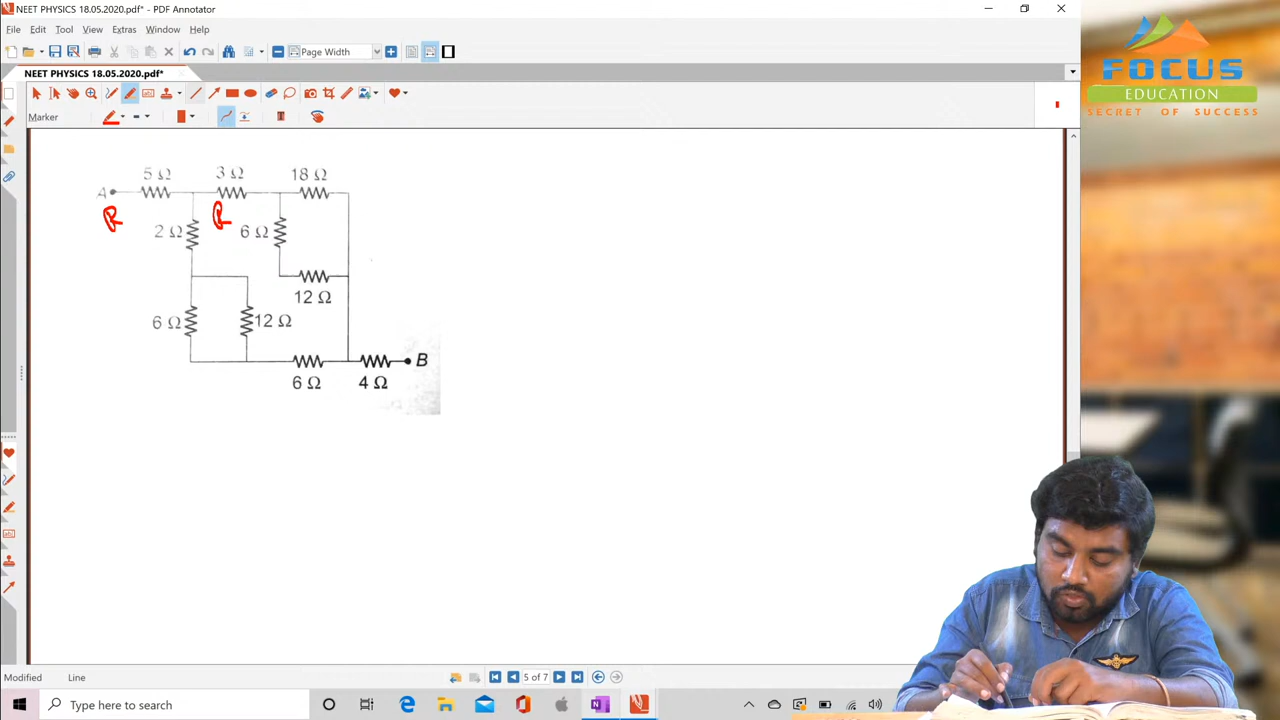 NEET PHYSICS 18.05.2020.pdf* - PDF Annotator
File Edit Tool View Extras Window Help
Page Width
NEET PHYSICS 18.05.2020.pdf*
Marker
FOCUS
EDUCATION
SECRET OF SUCCESS
5 Ω 3 Ω 18 Ω
A
R R
2 Ω 6 Ω
12 Ω
6 Ω 12 Ω
B
6 Ω 4 Ω
Modified Line 5 of 7
Type here to search